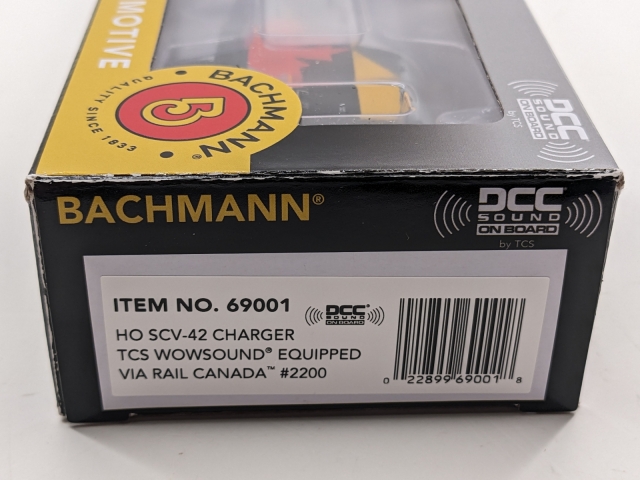 MOTIVE
BACHMANN®
QUALITY SINCE 1833
B
DCC
SOUND
ON BOARD
by TCS
BACHMANN®
DCC
SOUND
ON BOARD
by TCS
ITEM NO. 69001
DCC®
SOUND
ON BOARD
HO SCV-42 CHARGER
TCS WOWSOUND® EQUIPPED
VIA RAIL CANADA™ #2200
0 22899 69001 8